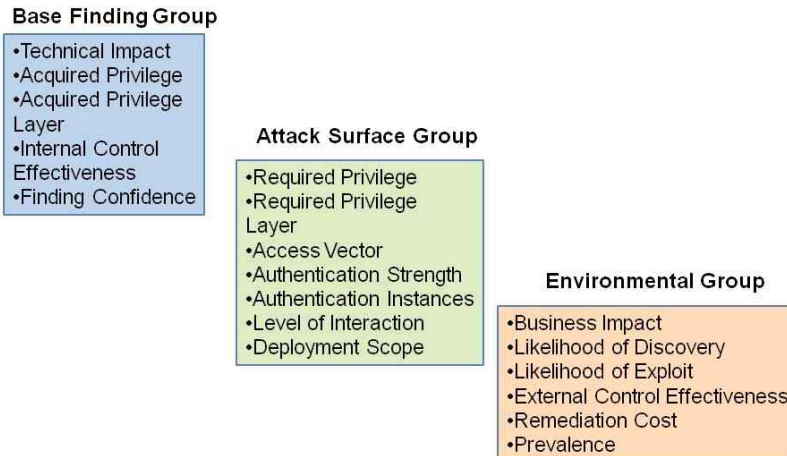 Base Finding Group
•Technical Impact
•Acquired Privilege
•Acquired Privilege
Layer
•Internal Control
Effectiveness
•Finding Confidence
Attack Surface Group
•Required Privilege
•Required Privilege
Layer
•Access Vector
•Authentication Strength
•Authentication Instances
•Level of Interaction
•Deployment Scope
Environmental Group
•Business Impact
•Likelihood of Discovery
•Likelihood of Exploit
•External Control Effectiveness
•Remediation Cost
•Prevalence